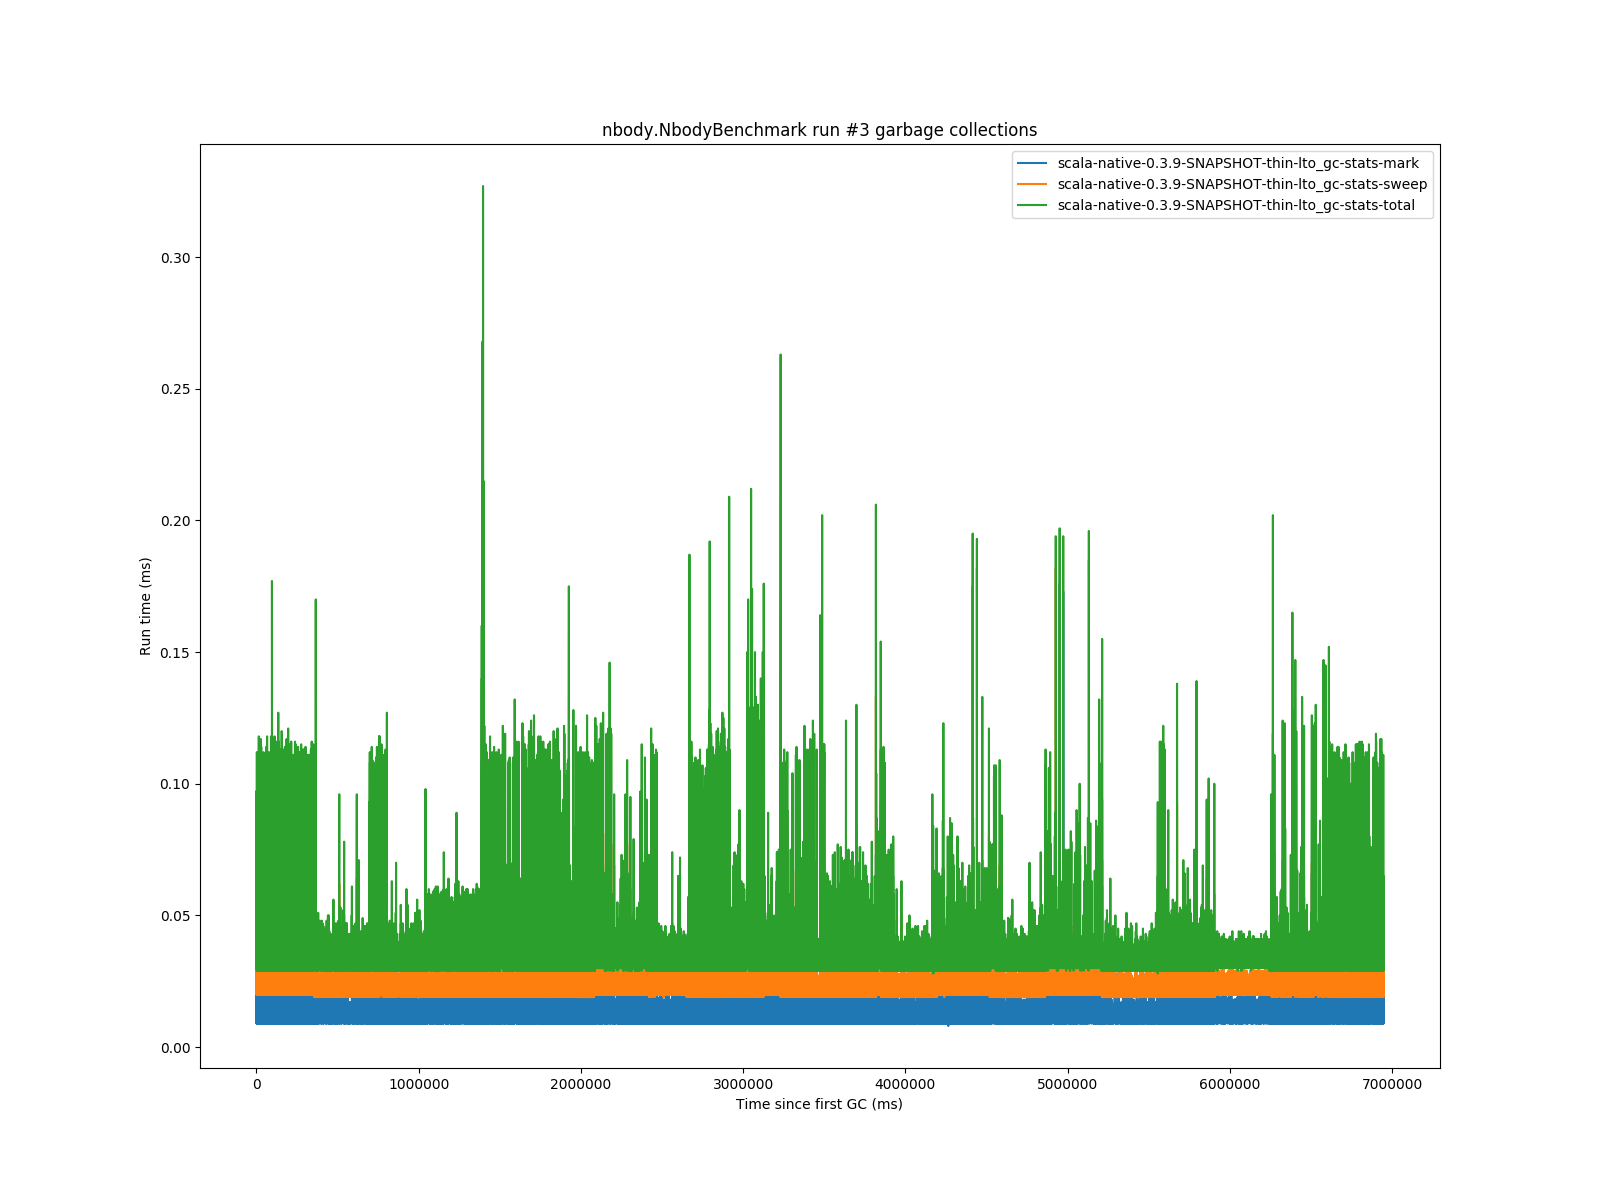 nbody.NbodyBenchmark run #3 garbage collections
scala-native-0.3.9-SNAPSHOT-thin-lto_gc-stats-mark
scala-native-0.3.9-SNAPSHOT-thin-lto_gc-stats-sweep
scala-native-0.3.9-SNAPSHOT-thin-lto_gc-stats-total
0.30
0.25
0.20
0.15
0.10
0.05
0.00
Run time (ms)
0 1000000 2000000 3000000 4000000 5000000 6000000 7000000
Time since first GC (ms)